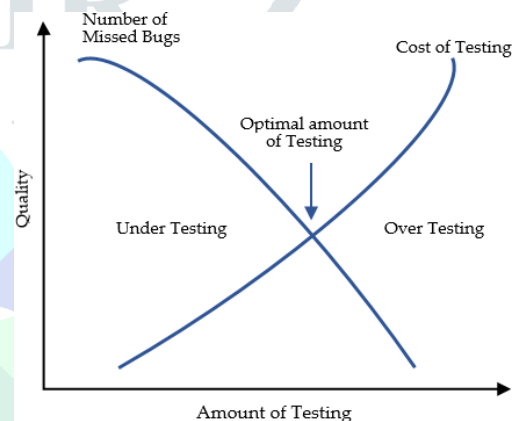 Number of
Missed Bugs
Cost of Testing
Optimal amount
of Testing
Quality
Under Testing
Over Testing
Amount of Testing